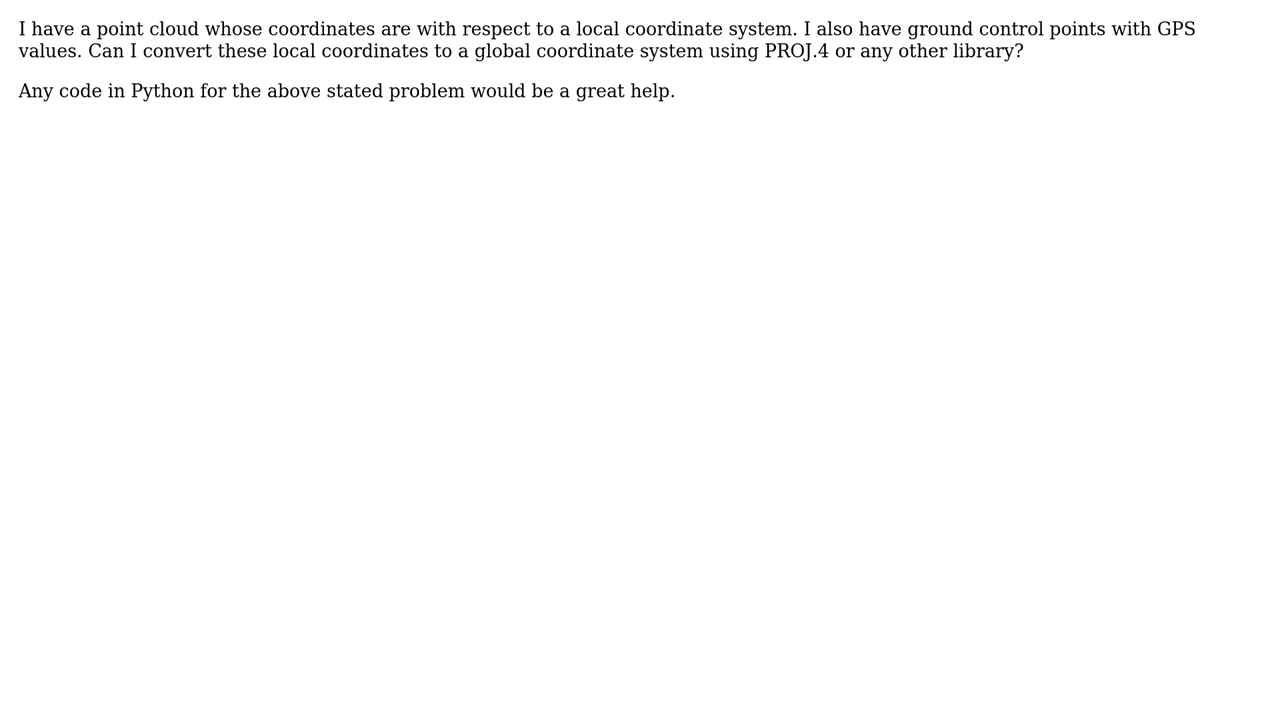 I have a point cloud whose coordinates are with respect to a local coordinate system. I also have ground control points with GPS
values. Can I convert these local coordinates to a global coordinate system using PROJ.4 or any other library?
Any code in Python for the above stated problem would be a great help.